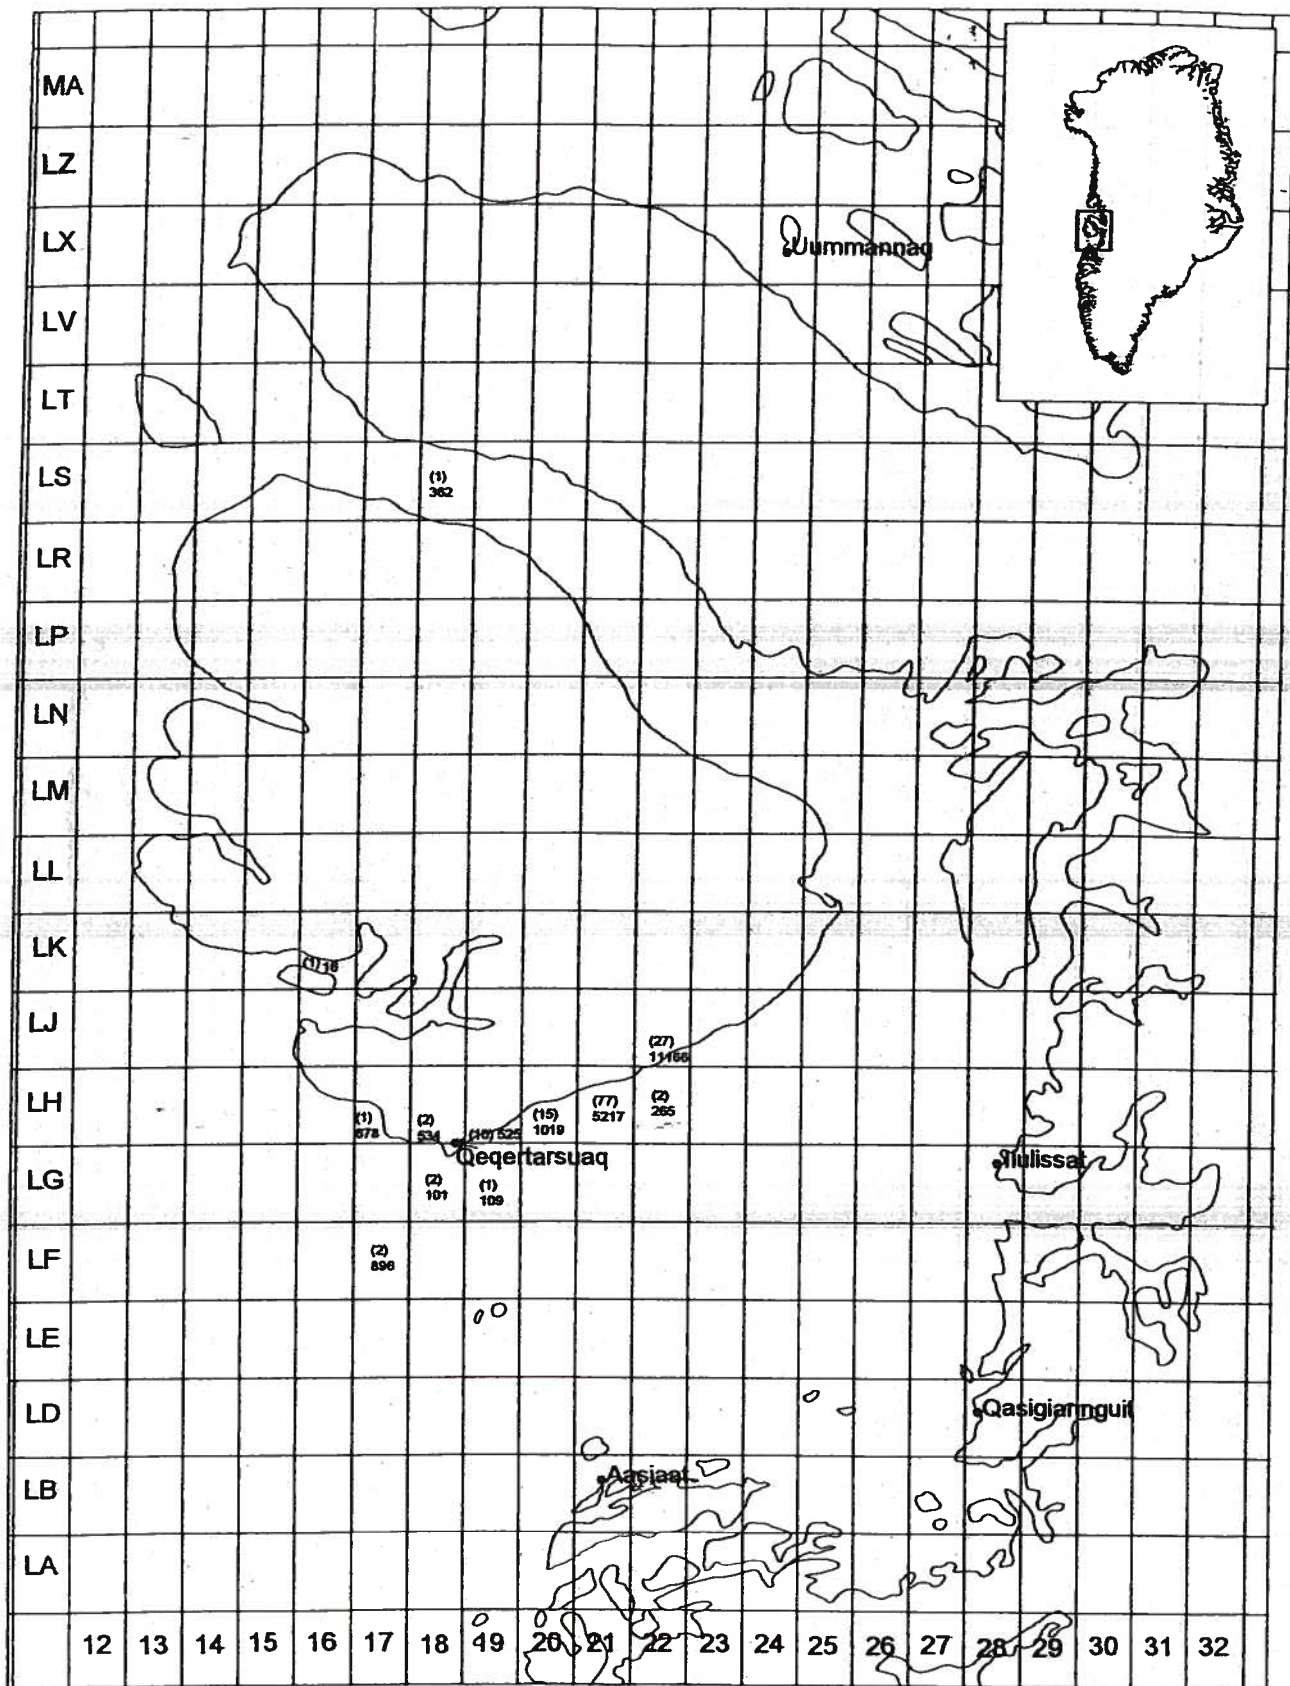 MA
LZ
LX
Uummannaq
LV
LT
LS
(1)
362
LR
LP
LN
LM
LL
LK
(1) 16
LJ
(27)
11166
LH
(1)
678
(2)
534
(10) 525
(15)
1019
(77)
5217
(2)
265
Qeqertarsuaq
Ilulissat
LG
(2)
101
(1)
109
LF
(2)
896
LE
LD
Qasigiannguit
LB
Aasiaat
LA
12 13 14 15 16 17 18 19 20 21 22 23 24 25 26 27 28 29 30 31 32